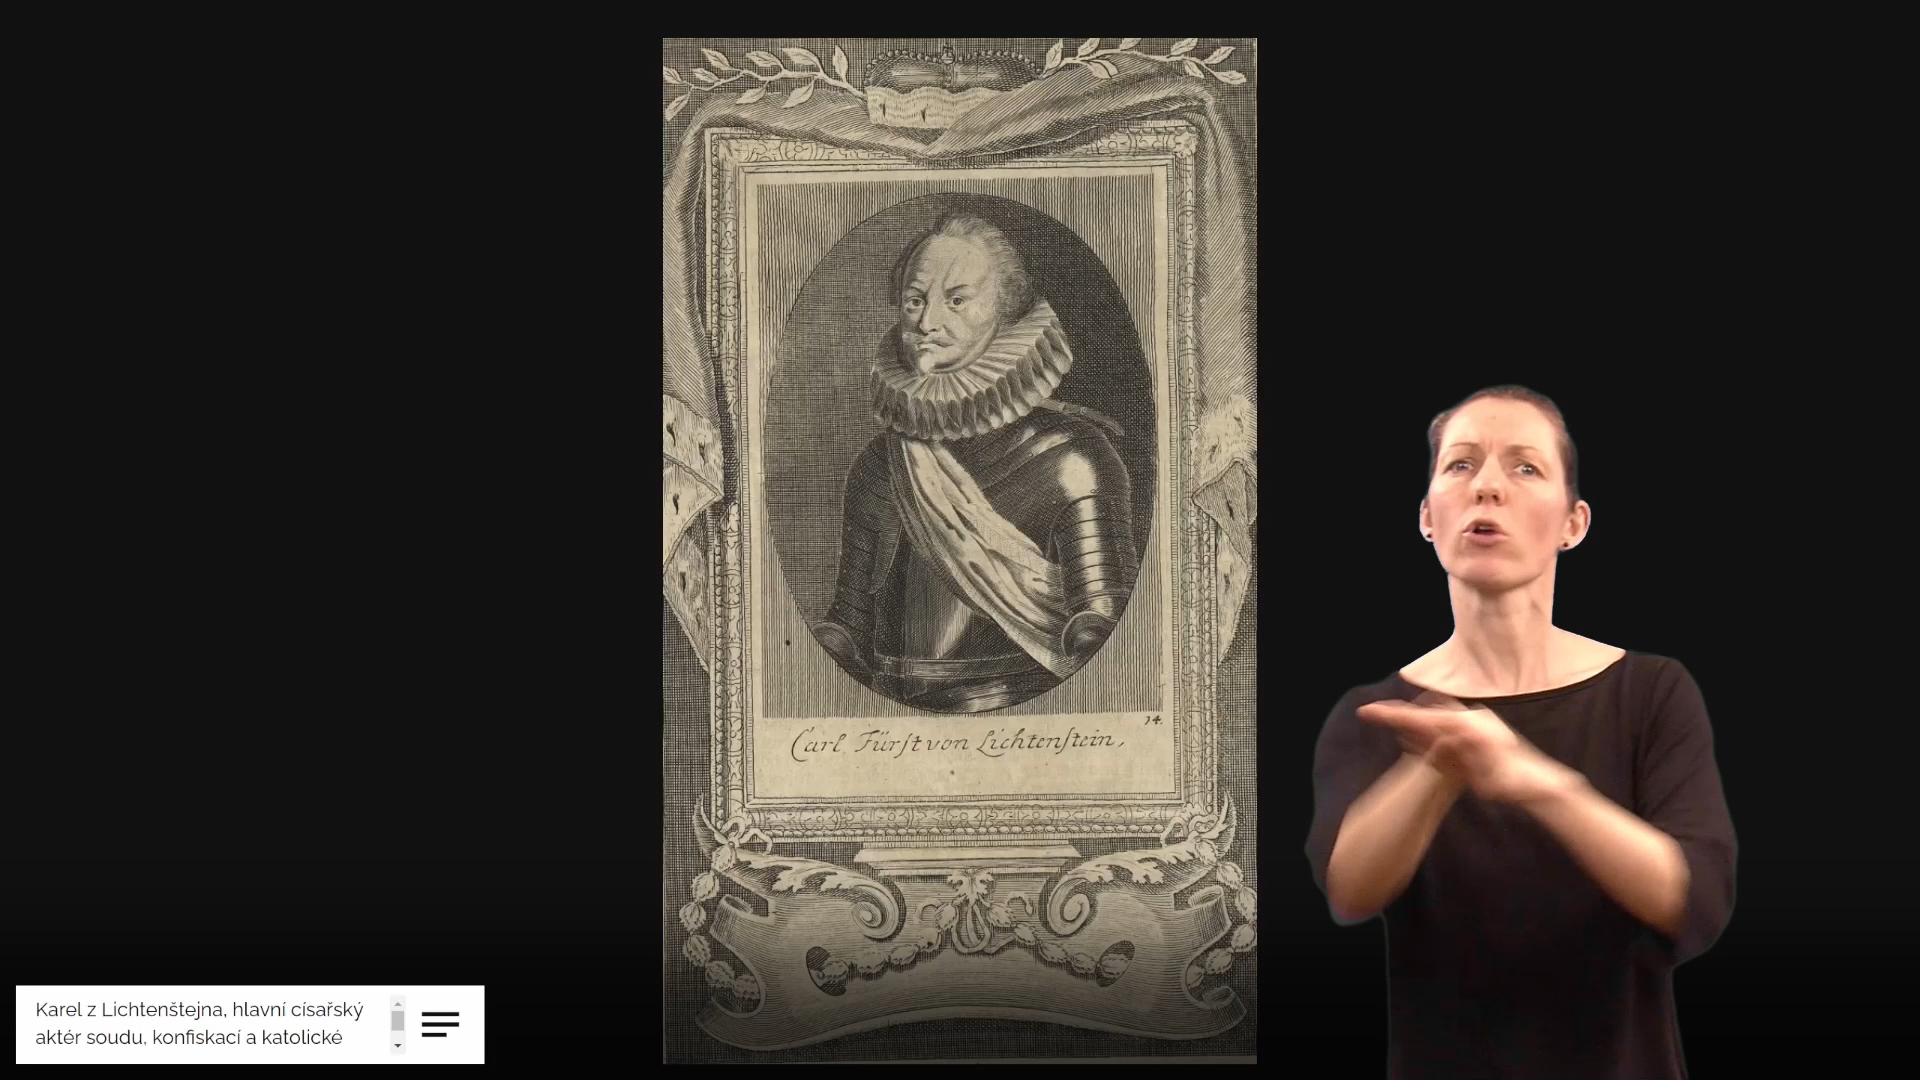 14.
Carl Fürst von Lichtenstein,
Karel z Lichtenštejna, hlavní císařský
aktér soudu, konfiskací a katolické